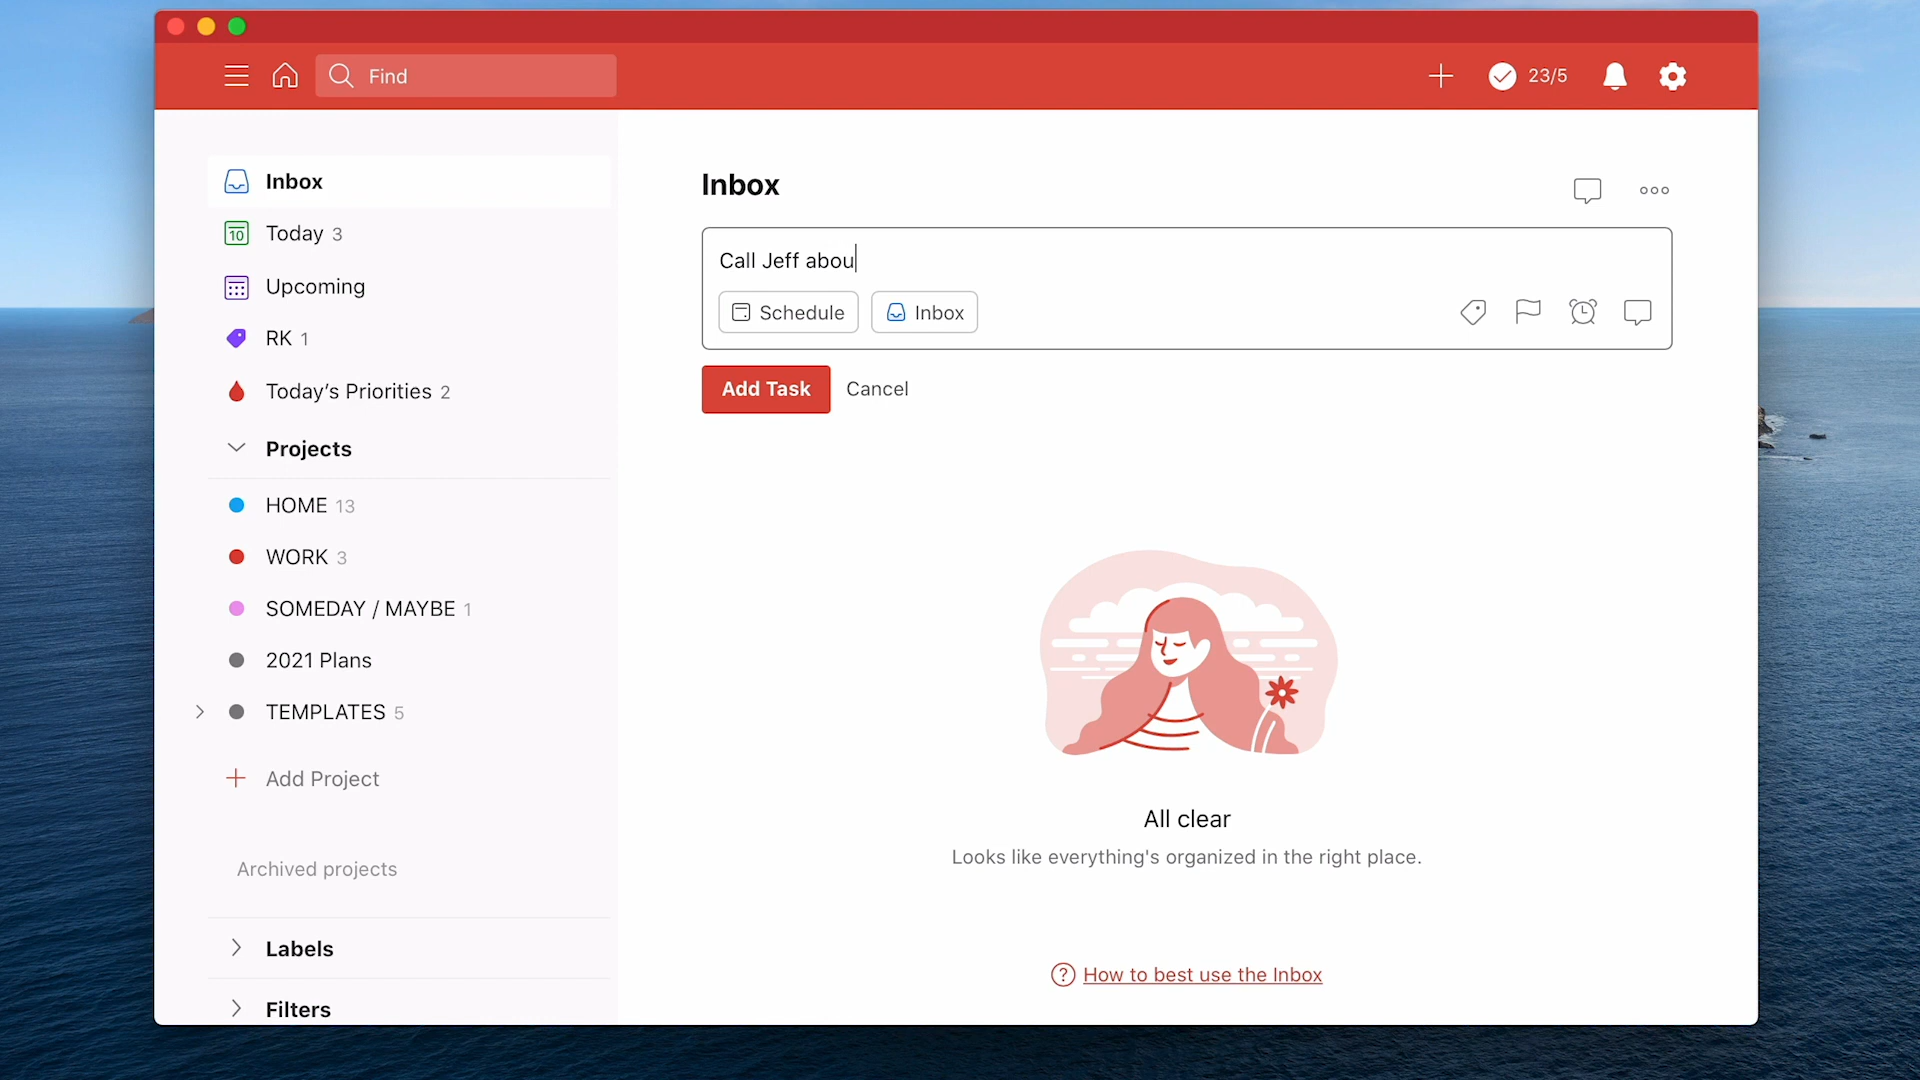 Find
23/5
Inbox
10
Today 3
Upcoming
RK 1
Today’s Priorities 2
Projects
HOME 13
WORK 3
SOMEDAY / MAYBE 1
2021 Plans
TEMPLATES 5
Add Project
Archived projects
Labels
Filters
Inbox
Call Jeff abou
Schedule
Inbox
Add Task
Cancel
All clear
Looks like everything's organized in the right place.
? How to best use the Inbox